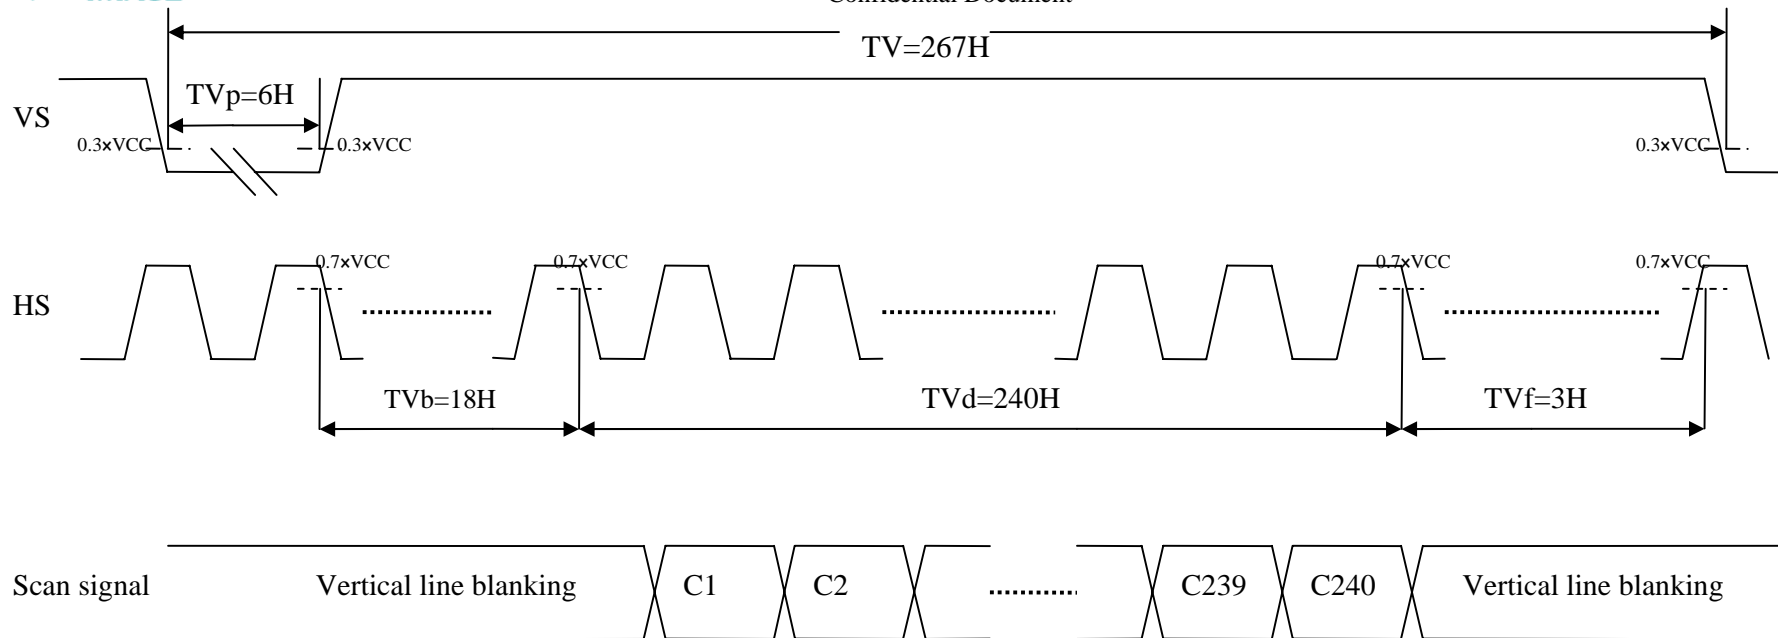 TV=267H
TVp=6H
VS
0.3×VCC 0.3×VCC 0.3×VCC
0.7×VCC 0.7×VCC 0.7×VCC 0.7×VCC
HS
TVb=18H TVd=240H TVf=3H
Scan signal Vertical line blanking C1 C2 C239 C240 Vertical line blanking